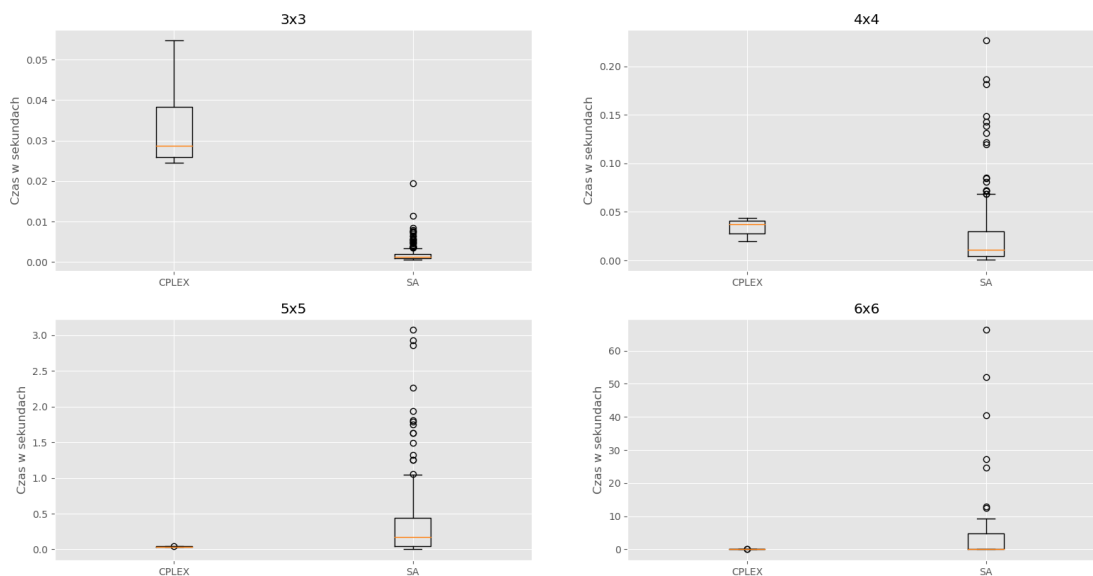 3x3
Czas w sekundach
0.05
0.04
0.03
0.02
0.01
0.00
CPLEX SA
4x4
Czas w sekundach
0.20
0.15
0.10
0.05
0.00
CPLEX SA
5x5
Czas w sekundach
3.0
2.5
2.0
1.5
1.0
0.5
0.0
CPLEX SA
6x6
Czas w sekundach
60
50
40
30
20
10
0
CPLEX SA